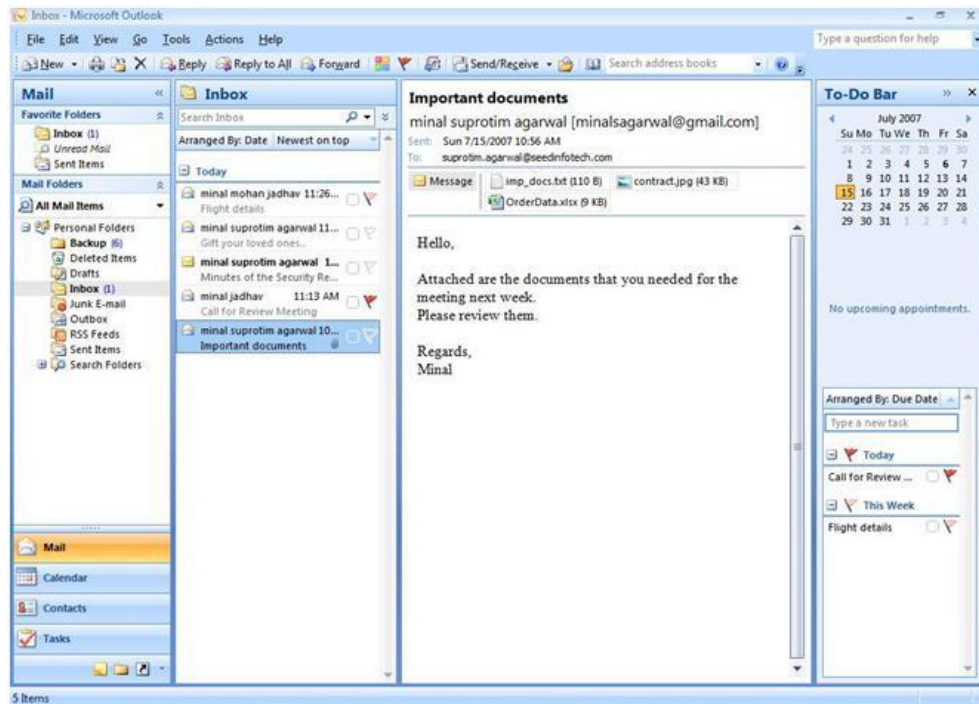 Inbox - Microsoft Outlook
File Edit View Go Tools Actions Help
Type a question for help
New Reply Reply to All Forward Send/Receive Search address books
Mail
Favorite Folders
Inbox (1)
Unread Mail
Sent Items
Mail Folders
All Mail Items
Personal Folders
Backup (6)
Deleted Items
Drafts
Inbox (1)
Junk E-mail
Outbox
RSS Feeds
Sent Items
Search Folders
Mail
Calendar
Contacts
Tasks
5 Items
Inbox
Search Inbox
Arranged By: Date Newest on top
Today
minal mohan jadhav 11:26...
Flight details
minal suprotim agarwal 11...
Gift your loved ones..
minal suprotim agarwal 1...
Minutes of the Security Re...
minal jadhav 11:13 AM
Call for Review Meeting
minal suprotim agarwal 10...
Important documents
Important documents
minal suprotim agarwal [minalsagarwal@gmail.com]
Sent: Sun 7/15/2007 10:56 AM
To: suprotim.agarwal@seedinfotech.com
Message imp_docs.txt (110 B) contract.jpg (43 KB)
OrderData.xlsx (9 KB)
Hello,
Attached are the documents that you needed for the
meeting next week.
Please review them.
Regards,
Minal
To-Do Bar
July 2007
Su Mo Tu We Th Fr Sa
24 25 26 27 28 29 30
1 2 3 4 5 6 7
8 9 10 11 12 13 14
15 16 17 18 19 20 21
22 23 24 25 26 27 28
29 30 31 1 2 3 4
No upcoming appointments.
Arranged By: Due Date
Type a new task
Today
Call for Review ...
This Week
Flight details